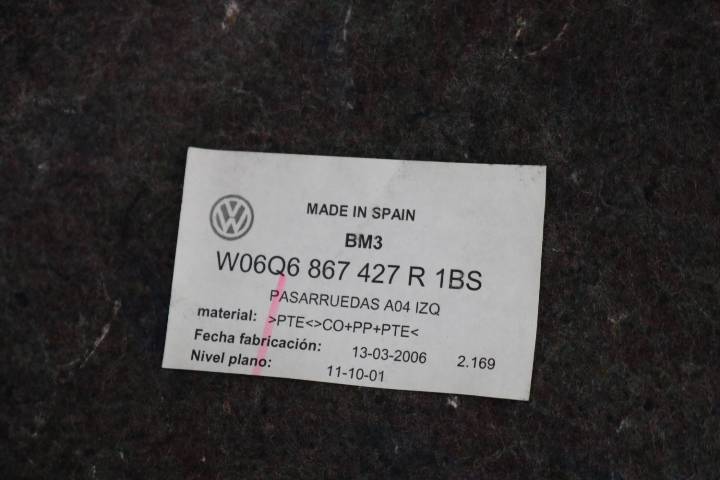 MADE IN SPAIN
BM3
W06Q6 867 427 R 1BS
PASARRUEDAS A04 IZQ
material: >PTE<>CO+PP+PTE<
Fecha fabricación: 13-03-2006 2.169
Nivel plano: 11-10-01